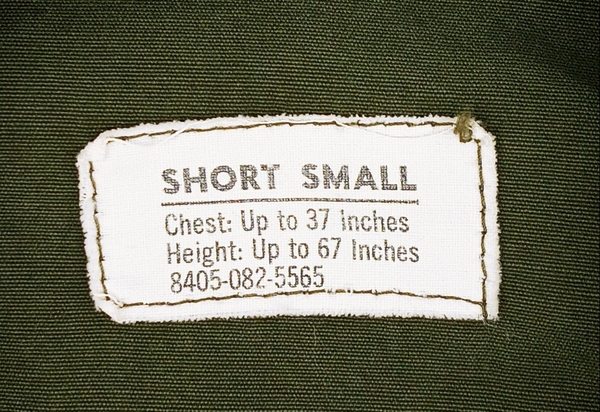 SHORT SMALL
Chest: Up to 37 Inches
Height: Up to 67 Inches
8405-082-5565